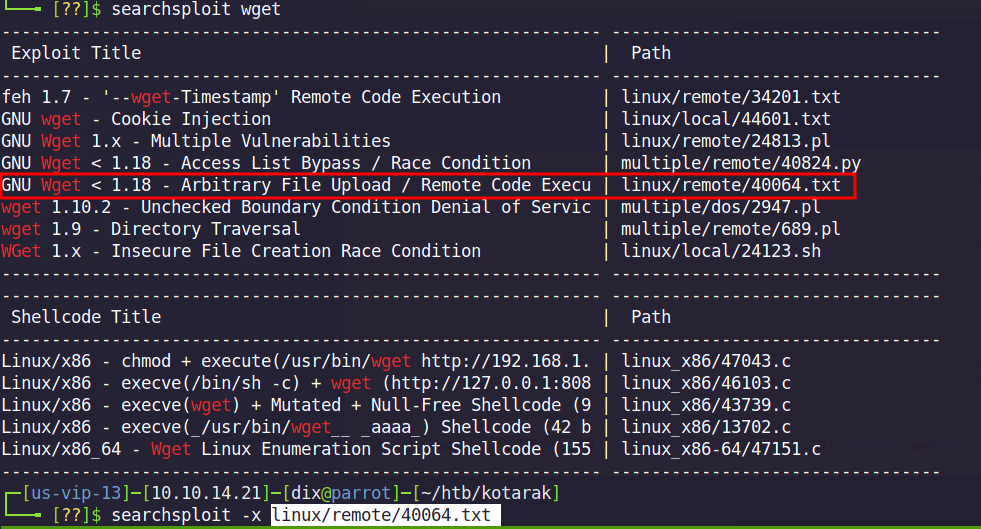 └──╼ [??]$ searchsploit wget
------------------------------------------------------------ ---------------------------------
 Exploit Title                                              |  Path
------------------------------------------------------------ ---------------------------------
feh 1.7 - '--wget-Timestamp' Remote Code Execution          | linux/remote/34201.txt
GNU wget - Cookie Injection                                 | linux/local/44601.txt
GNU Wget 1.x - Multiple Vulnerabilities                     | linux/remote/24813.pl
GNU Wget < 1.18 - Access List Bypass / Race Condition       | multiple/remote/40824.py
GNU Wget < 1.18 - Arbitrary File Upload / Remote Code Execu | linux/remote/40064.txt
wget 1.10.2 - Unchecked Boundary Condition Denial of Servic | multiple/dos/2947.pl
wget 1.9 - Directory Traversal                              | multiple/remote/689.pl
WGet 1.x - Insecure File Creation Race Condition            | linux/local/24123.sh
------------------------------------------------------------ ---------------------------------
------------------------------------------------------------ ---------------------------------
 Shellcode Title                                            |  Path
------------------------------------------------------------ ---------------------------------
Linux/x86 - chmod + execute(/usr/bin/wget http://192.168.1. | linux_x86/47043.c
Linux/x86 - execve(/bin/sh -c) + wget (http://127.0.0.1:808 | linux_x86/46103.c
Linux/x86 - execve(wget) + Mutated + Null-Free Shellcode (9 | linux_x86/43739.c
Linux/x86 - execve(_/usr/bin/wget__ _aaaa_) Shellcode (42 b | linux_x86/13702.c
Linux/x86_64 - Wget Linux Enumeration Script Shellcode (155 | linux_x86-64/47151.c
------------------------------------------------------------ ---------------------------------
┌─[us-vip-13]─[10.10.14.21]─[dix@parrot]─[~/htb/kotarak]
└──╼ [??]$ searchsploit -x linux/remote/40064.txt